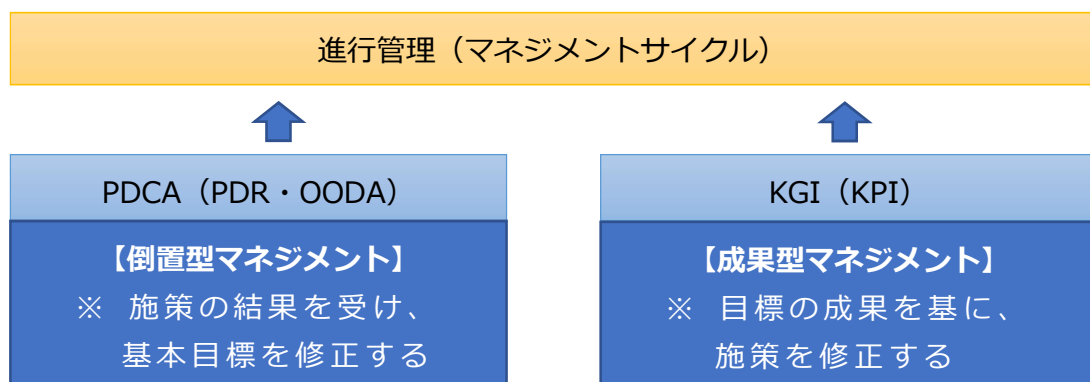 進行管理（マネジメントサイクル）
PDCA（PDR・OODA）
【倒置型マネジメント】
※ 施策の結果を受け、
基本目標を修正する
KGI（KPI）
【成果型マネジメント】
※ 目標の成果を基に、
施策を修正する